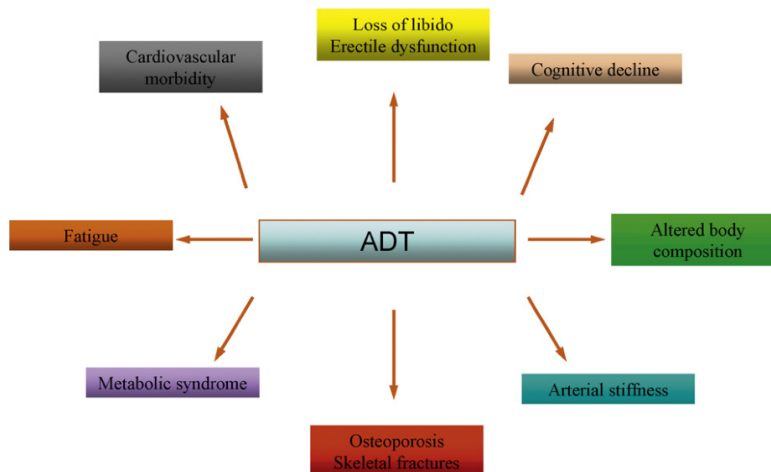 Loss of libido
Erectile dysfunction
Cardiovascular
morbidity
Cognitive decline
Fatigue
ADT
Altered body
composition
Metabolic syndrome
Arterial stiffness
Osteoporosis
Skeletal fractures